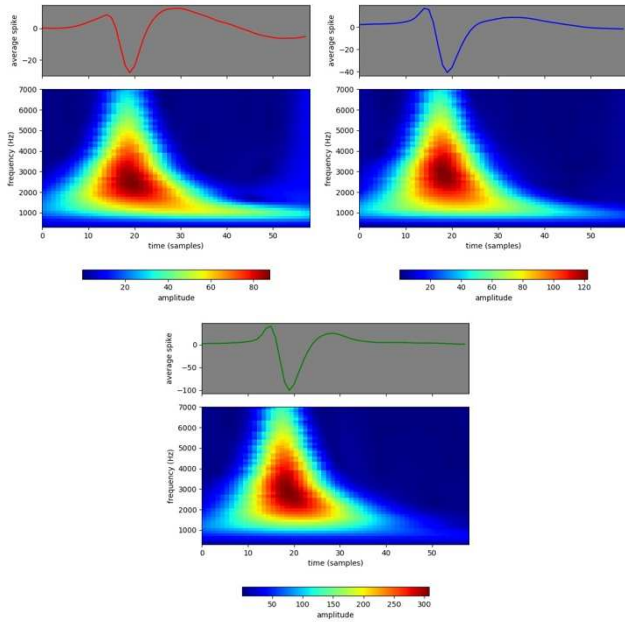 average spike
0
−20
7000
6000
5000
4000
3000
2000
1000
frequency (Hz)
0 10 20 30 40 50
time (samples)
20 40 60 80
amplitude
average spike
0
−20
−40
7000
6000
5000
4000
3000
2000
1000
frequency (Hz)
0 10 20 30 40 50
time (samples)
20 40 60 80 100 120
amplitude
average spike
0
−50
−100
7000
6000
5000
4000
3000
2000
1000
frequency (Hz)
0 10 20 30 40 50
time (samples)
50 100 150 200 250 300
amplitude